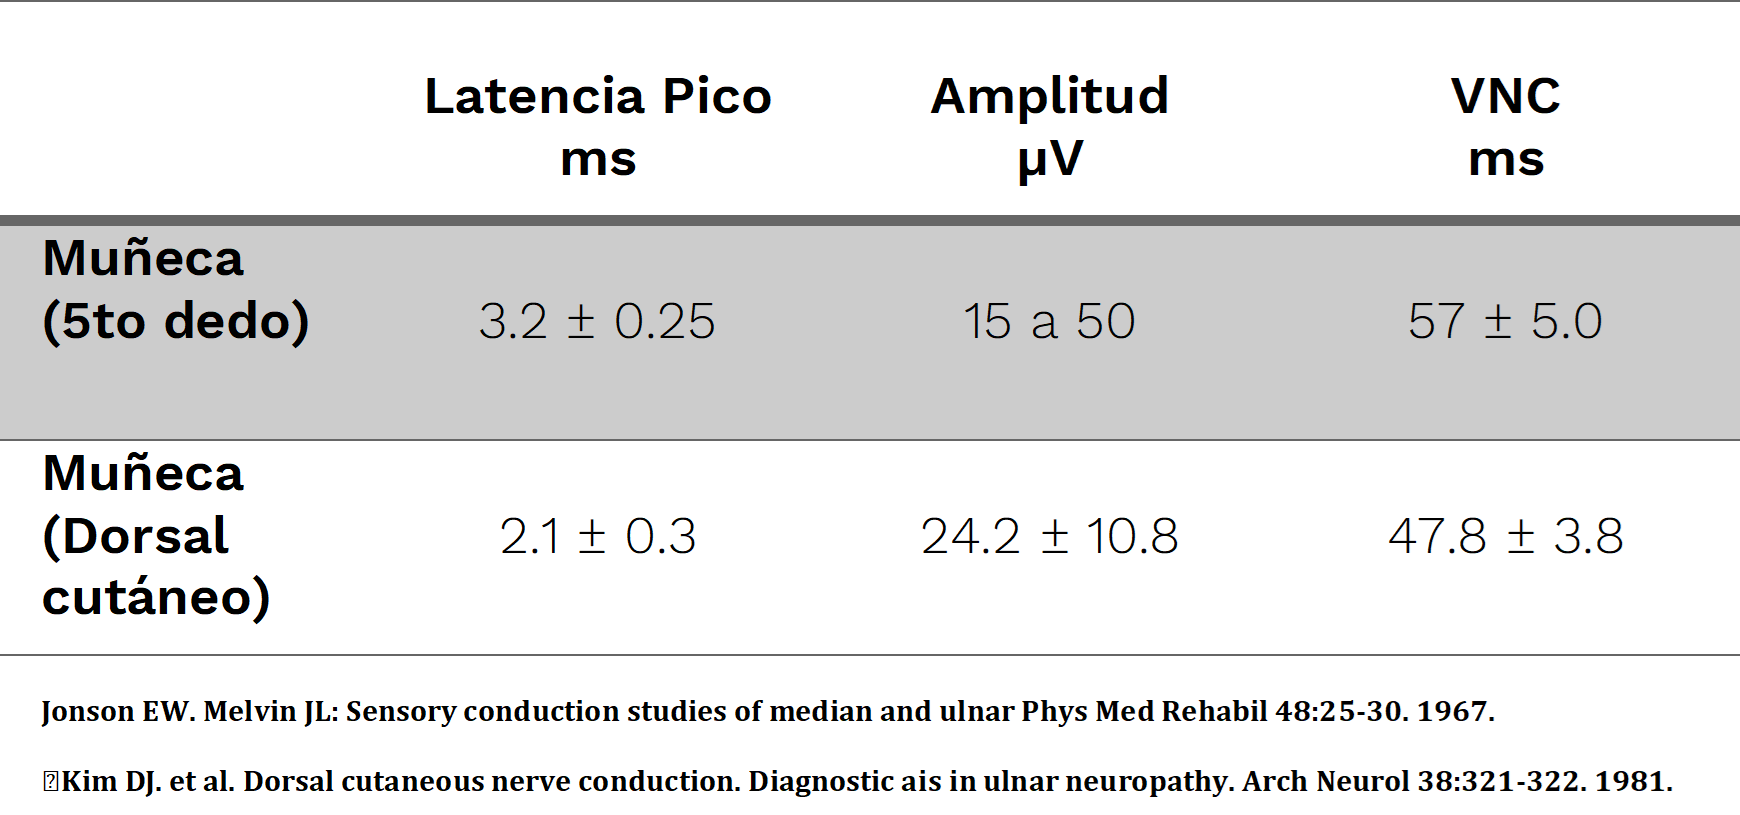 Latencia Pico Amplitud VNC
ms µV ms
Muñeca
(5to dedo) 3.2 ± 0.25 15 a 50 57 ± 5.0
Muñeca
(Dorsal 2.1 ± 0.3 24.2 ± 10.8 47.8 ± 3.8
cutáneo)
Jonson EW. Melvin JL: Sensory conduction studies of median and ulnar Phys Med Rehabil 48:25-30. 1967.
Kim DJ. et al. Dorsal cutaneous nerve conduction. Diagnostic ais in ulnar neuropathy. Arch Neurol 38:321-322. 1981.